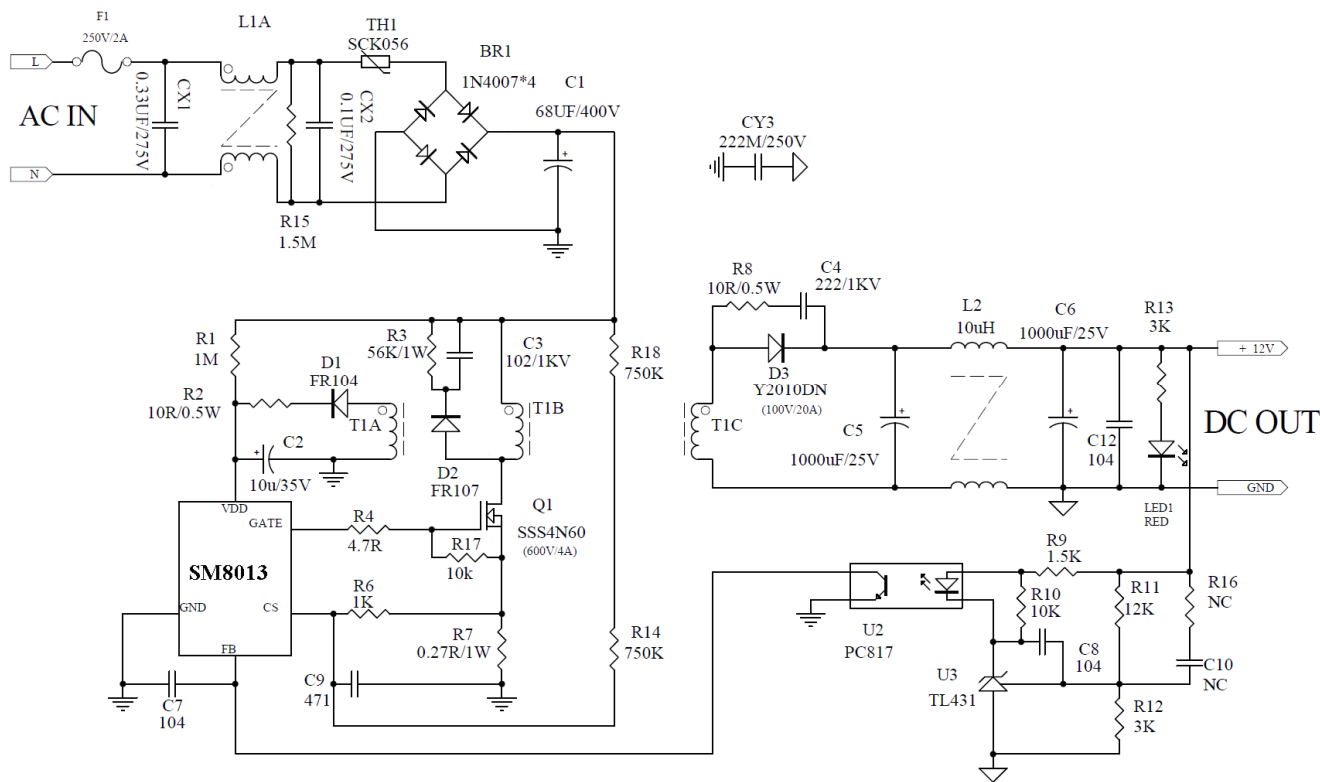 F1
250V/2A
L1A
TH1
SCK056
BR1
1N4007*4
C1
68UF/400V
L
AC IN
N
CX1
0.33UF/275V
CX2
0.1UF/275V
R15
1.5M
CY3
222M/250V
R1
1M
R2
10R/0.5W
D1
FR104
R3
56K/1W
C3
102/1KV
R18
750K
T1A
T1B
C2
10u/35V
D2
FR107
Q1
SSS4N60
(600V/4A)
VDD
GATE
SM8013
GND
CS
FB
R4
4.7R
R17
10k
R6
1K
R7
0.27R/1W
R14
750K
C9
471
C7
104
R8
10R/0.5W
C4
222/1KV
D3
Y2010DN
(100V/20A)
T1C
C5
1000uF/25V
L2
10uH
C6
1000uF/25V
R13
3K
+ 12V
DC OUT
GND
C12
104
LED1
RED
U2
PC817
R9
1.5K
R10
10K
R11
12K
R16
NC
C8
104
C10
NC
U3
TL431
R12
3K